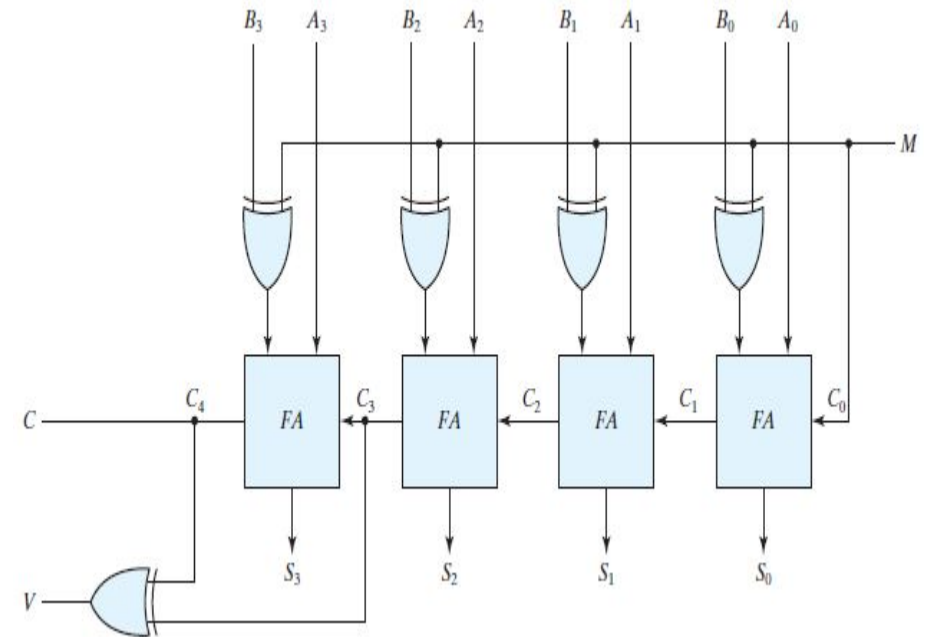 B₃ A₃ B₂ A₂ B₁ A₁ B₀ A₀
M
C C₄ FA C₃ FA C₂ FA C₁ FA C₀
S₃ S₂ S₁ S₀
V